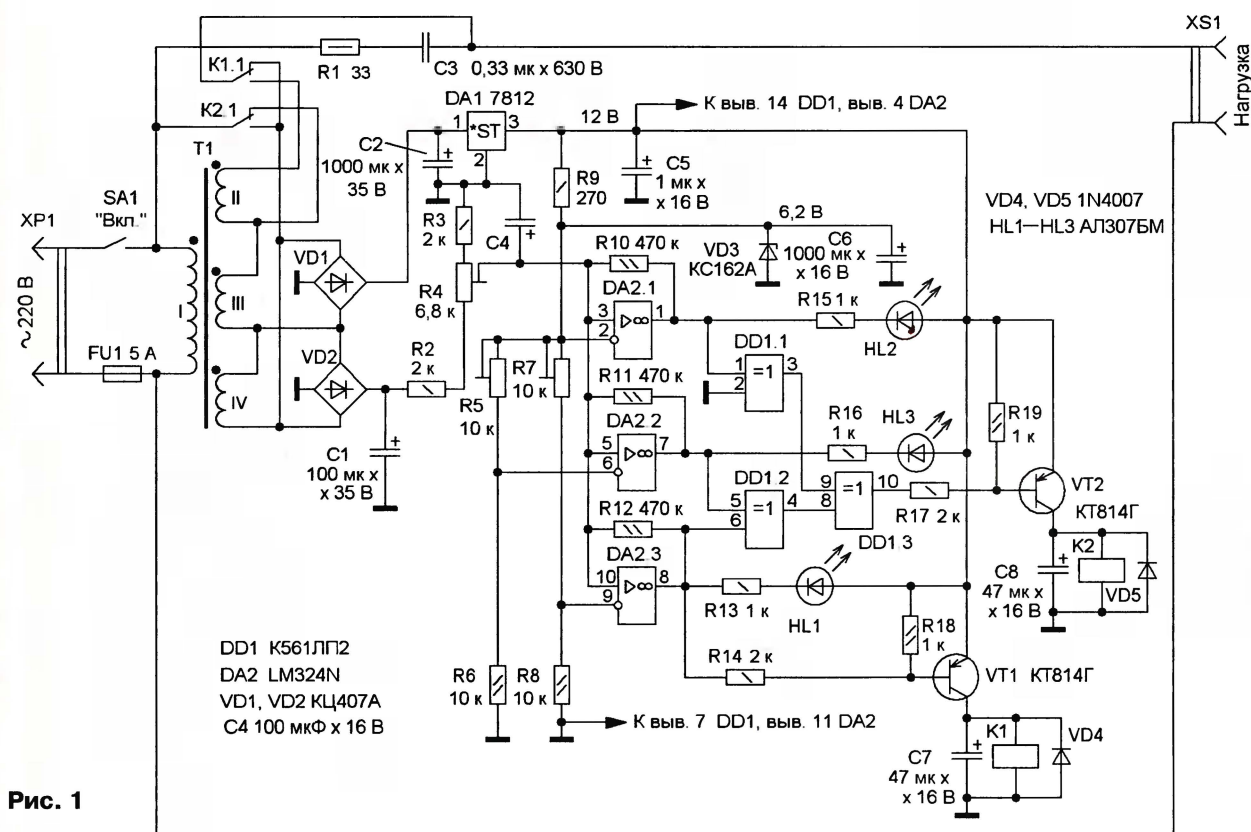 XS1
Нагрузка
K1.1
R1 33
C3 0,33 мк x 630 В
K2.1
DA1 7812
К выв. 14 DD1, выв. 4 DA2
12 В
1
*ST
3
2
C2
1000 мк x
35 В
C5
1 мк x
x 16 В
R9
270
T1
II
SA1
"Вкл."
XP1
VD4, VD5 1N4007
HL1—HL3 АЛ307БМ
R3
2 к
C4
6,2 В
VD3
КС162А
C6
1000 мк x
x 16 В
R10 470 к
VD1
R4
6,8 к
DA2.1
3
2
▷∞
1
R15 1 к
HL2
~220 В
I
III
FU1 5 А
VD2
R2
2 к
DD1.1
1
2
=1
3
R5
10 к
R7
10 к
R11 470 к
IV
DA2.2
5
6
▷∞
7
R16
1 к
HL3
R19
1 к
C1
100 мк x
x 35 В
DD1.2
5
6
=1
4
9
8
=1
10
R17 2 к
VT2
КТ814Г
R12 470 к
DD1.3
DA2.3
10
9
▷∞
8
R13 1 к
HL1
C8
47 мк x
x 16 В
K2
VD5
R18
1 к
DD1 К561ЛП2
DA2 LM324N
VD1, VD2 КЦ407А
C4 100 мкФ x 16 В
R6
10 к
R8
10 к
R14 2 к
VT1 КТ814Г
К выв. 7 DD1, выв. 11 DA2
C7
47 мк x
x 16 В
K1
VD4
Рис. 1